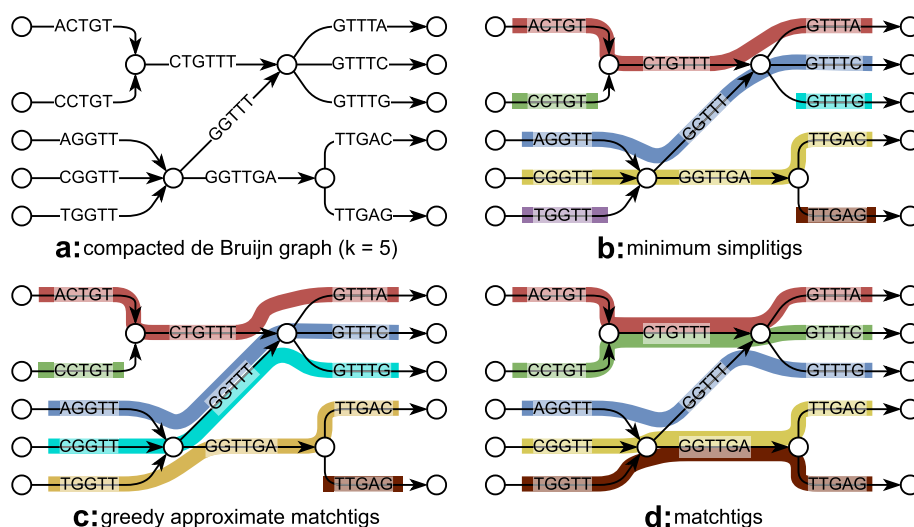 ACTGT
GTTTA
CTGTTT
GTTTC
CCTGT
GTTTG
GGTTT
AGGTT
TTGAC
CGGTT
GGTTGA
TGGTT
TTGAG
a: compacted de Bruijn graph (k = 5)
ACTGT
GTTTA
CTGTTT
GTTTC
CCTGT
GTTTG
GGTTT
AGGTT
TTGAC
CGGTT
GGTTGA
TGGTT
TTGAG
b: minimum simplitigs
ACTGT
GTTTA
CTGTTT
GTTTC
CCTGT
GTTTG
GGTTT
AGGTT
TTGAC
CGGTT
GGTTGA
TGGTT
TTGAG
c: greedy approximate matchtigs
ACTGT
GTTTA
CTGTTT
GTTTC
CCTGT
GTTTG
GGTTT
AGGTT
TTGAC
CGGTT
GGTTGA
TGGTT
TTGAG
d: matchtigs